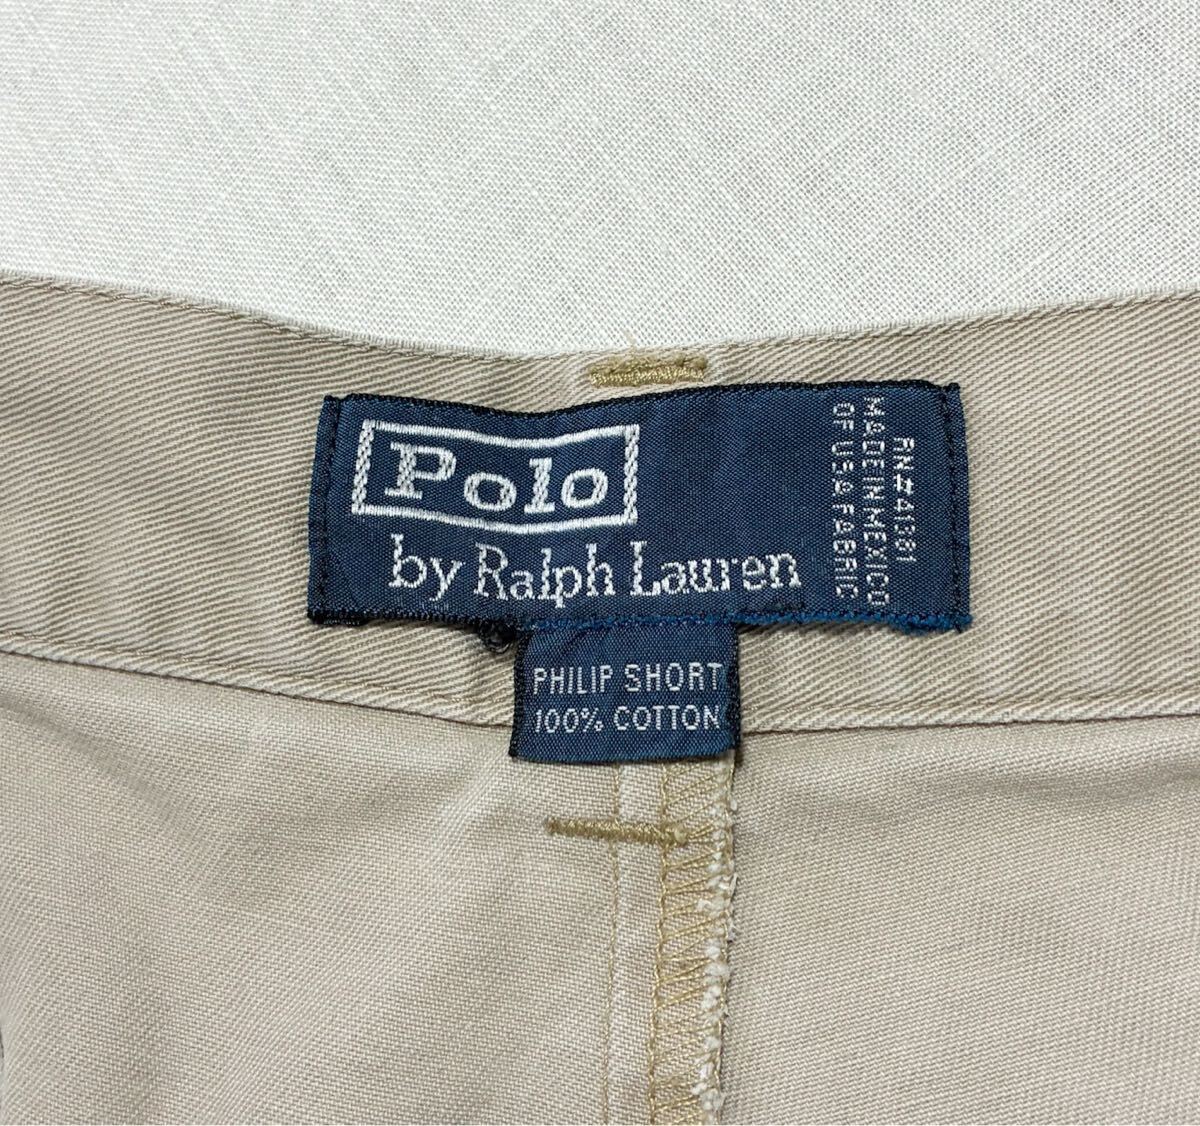 Polo
by Ralph Lauren
RN#41381
MADE IN MEXICO
OF USA FABRIC
PHILIP SHORT
100% COTTON